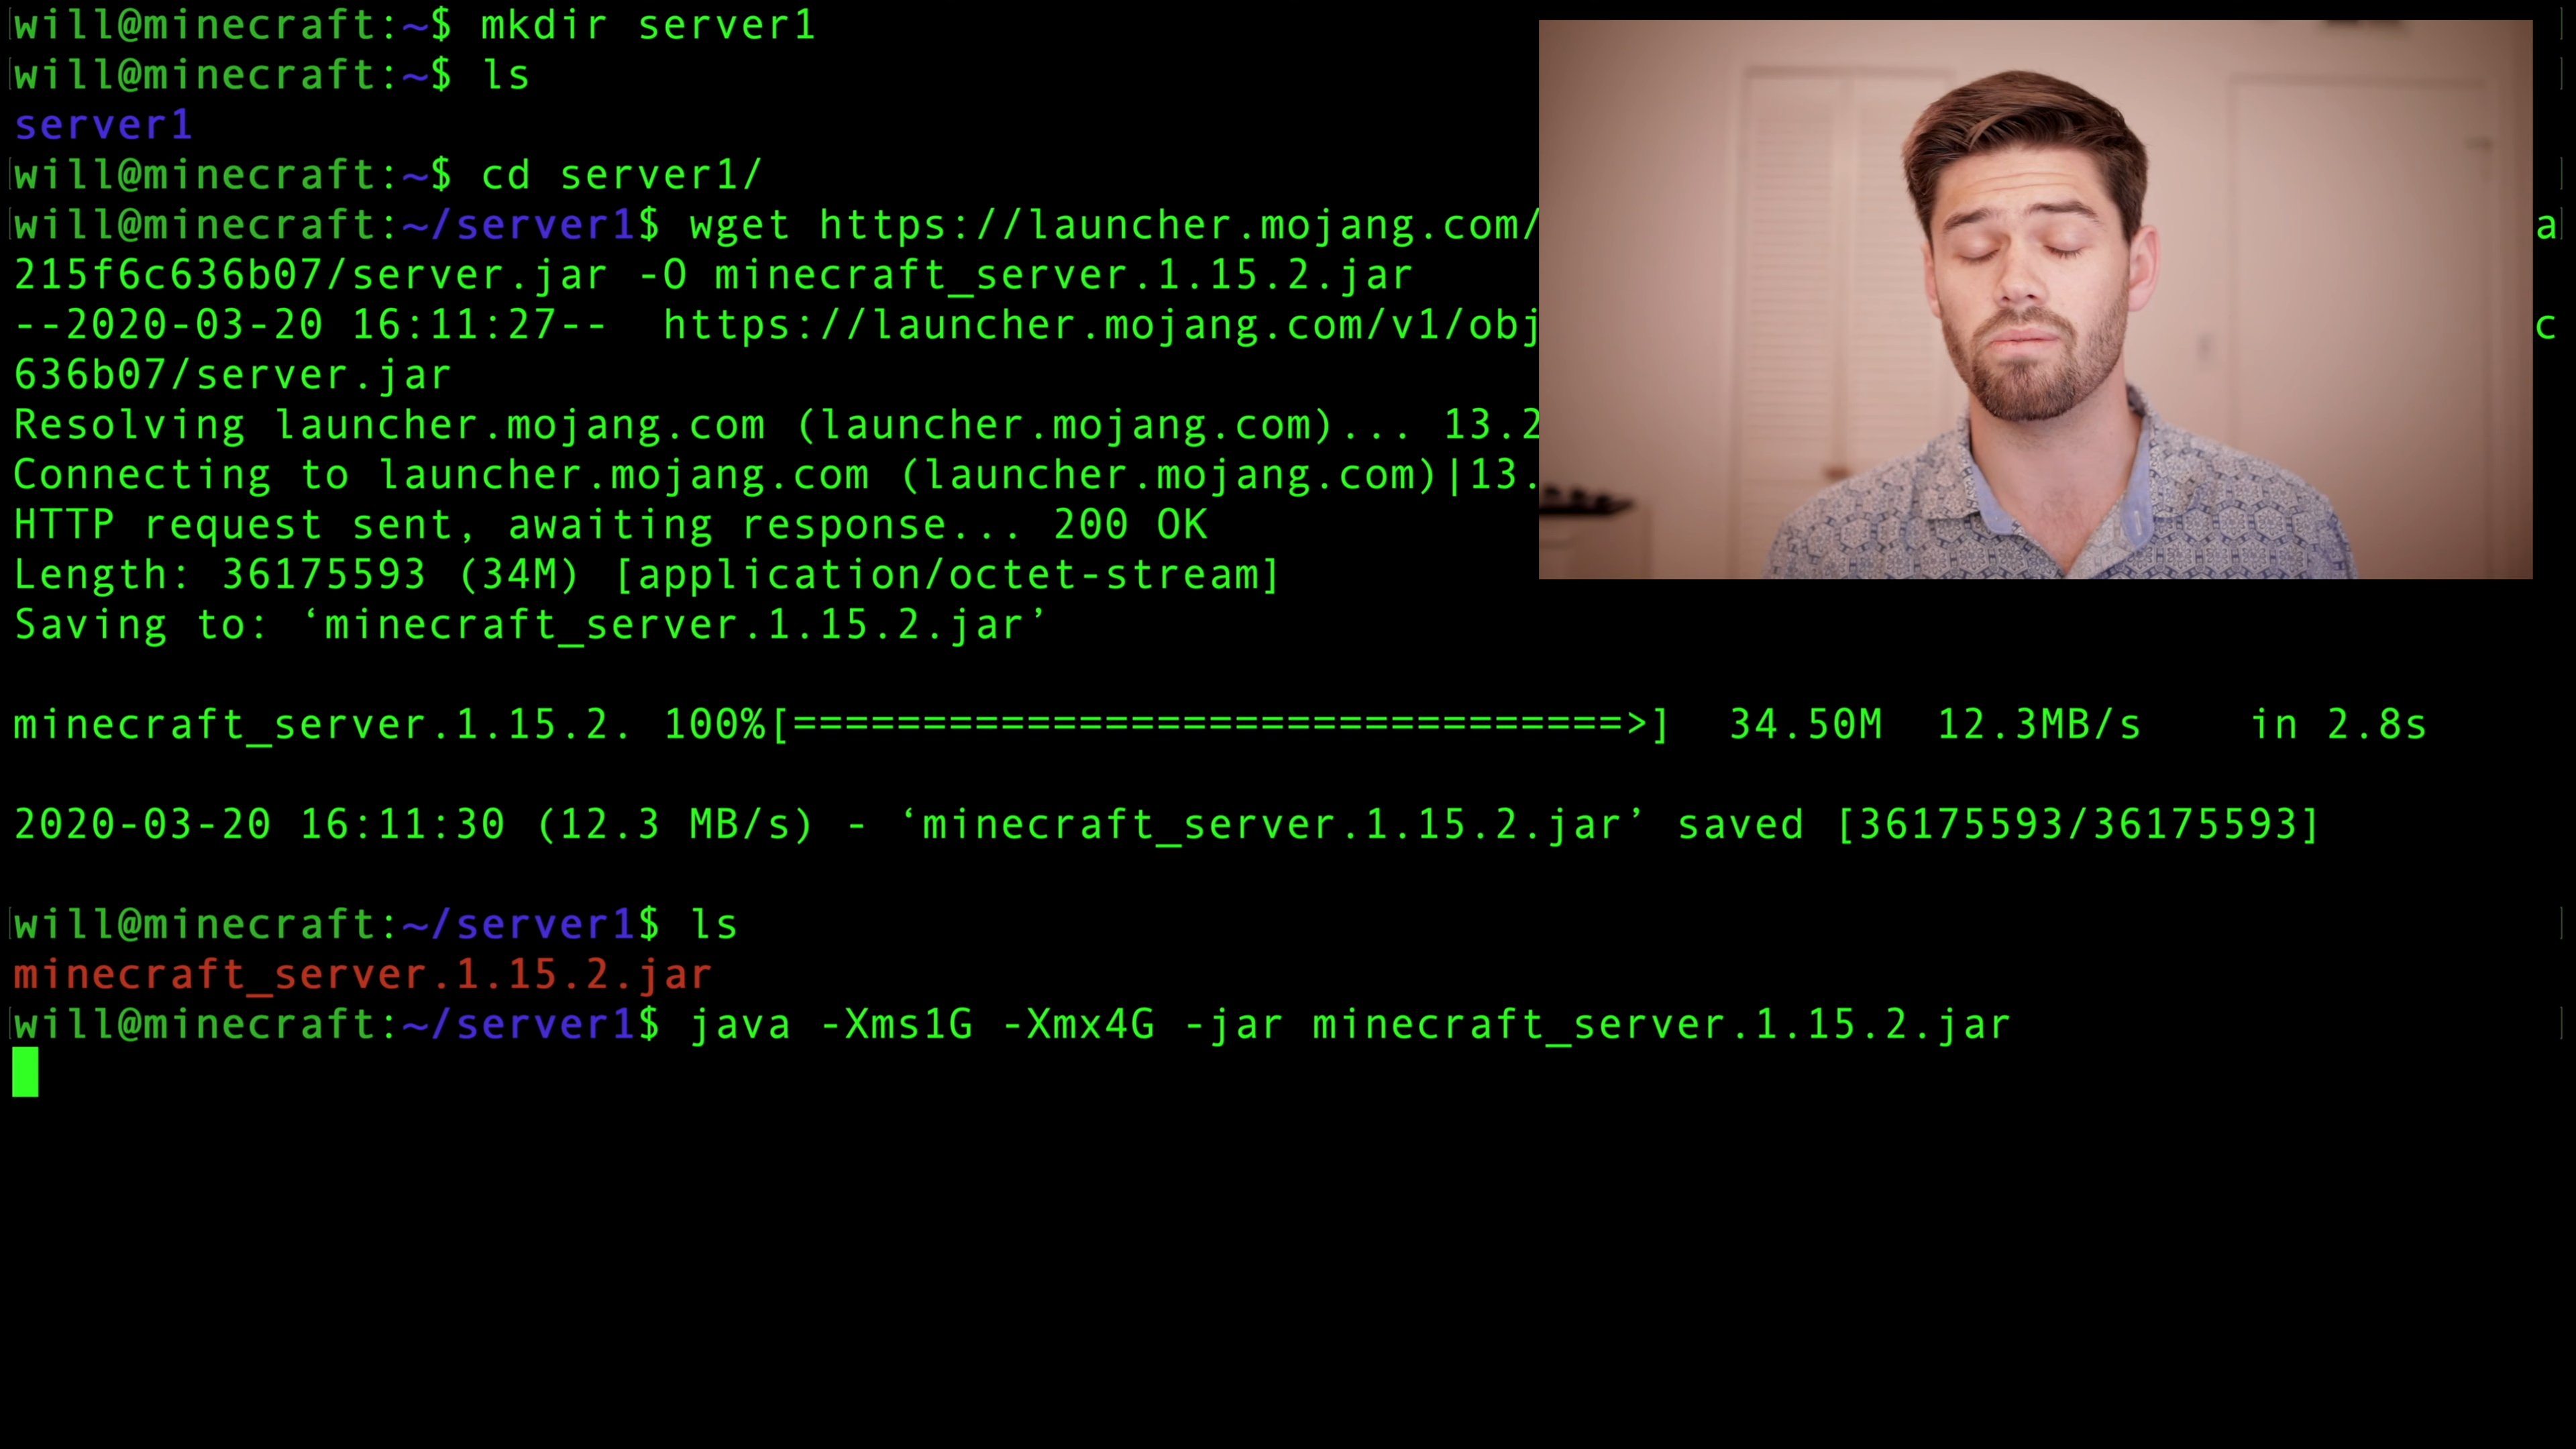 will@minecraft:~$ mkdir server1
will@minecraft:~$ ls
server1
will@minecraft:~$ cd server1/
will@minecraft:~/server1$ wget https://launcher.mojang.com/ a
215f6c636b07/server.jar -O minecraft_server.1.15.2.jar
--2020-03-20 16:11:27--  https://launcher.mojang.com/v1/obj c
636b07/server.jar
Resolving launcher.mojang.com (launcher.mojang.com)... 13.2
Connecting to launcher.mojang.com (launcher.mojang.com)|13.
HTTP request sent, awaiting response... 200 OK
Length: 36175593 (34M) [application/octet-stream]
Saving to: ‘minecraft_server.1.15.2.jar’
minecraft_server.1.15.2. 100%[================================>]  34.50M  12.3MB/s    in 2.8s
2020-03-20 16:11:30 (12.3 MB/s) - ‘minecraft_server.1.15.2.jar’ saved [36175593/36175593]
will@minecraft:~/server1$ ls
minecraft_server.1.15.2.jar
will@minecraft:~/server1$ java -Xms1G -Xmx4G -jar minecraft_server.1.15.2.jar